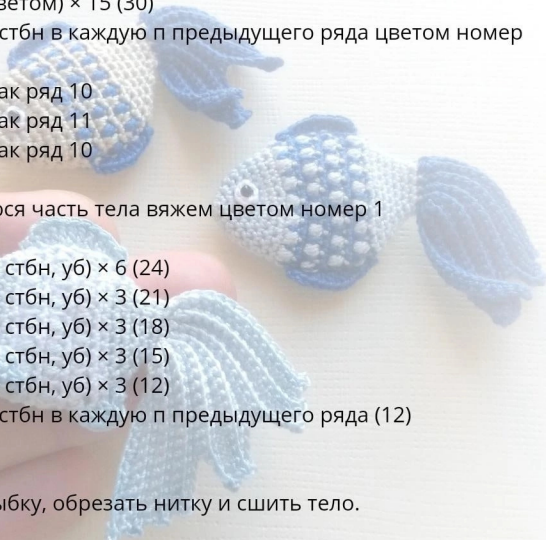 ветом) × 15 (30)
стбн в каждую п предыдущего ряда цветом номер
ак ряд 10
ак ряд 11
ак ряд 10
ся часть тела вяжем цветом номер 1
стбн, уб) × 6 (24)
стбн, уб) × 3 (21)
стбн, уб) × 3 (18)
стбн, уб) × 3 (15)
стбн, уб) × 3 (12)
стбн в каждую п предыдущего ряда (12)
ыбку, обрезать нитку и сшить тело.